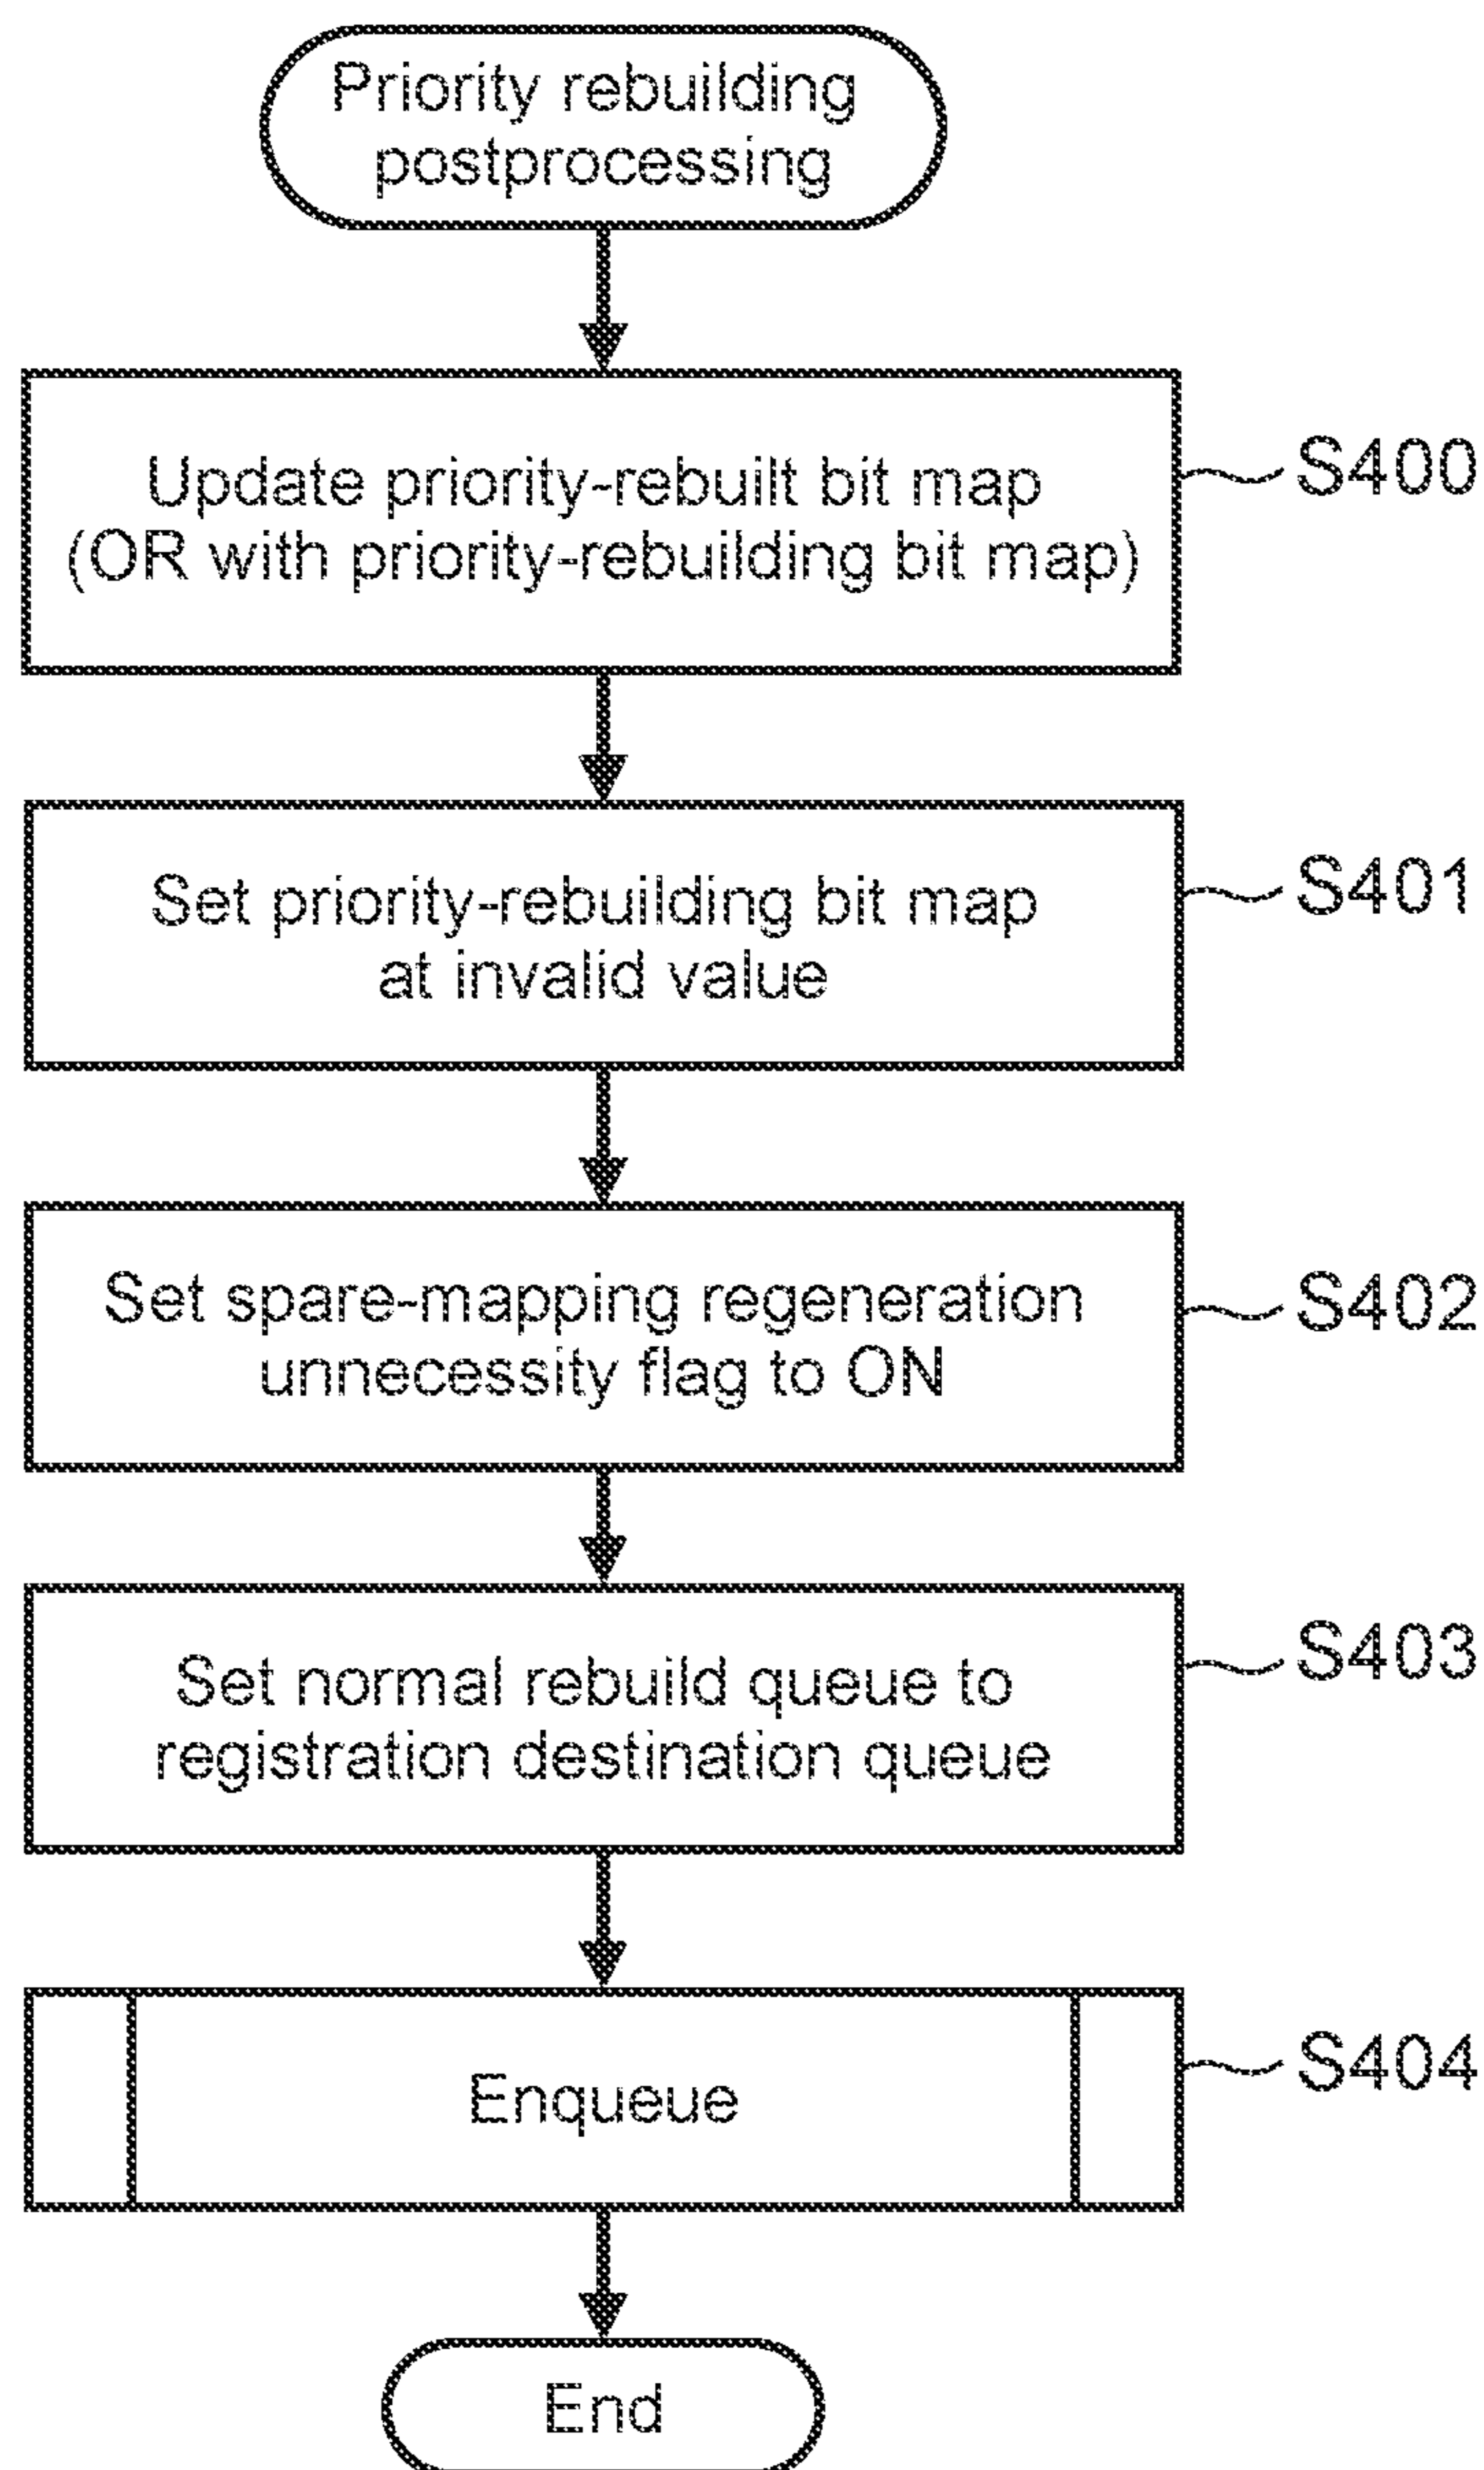 Priority rebuilding
postprocessing
Update priority-rebuilt bit map
(OR with priority-rebuilding bit map)
S400
Set priority-rebuilding bit map
at invalid value
S401
Set spare-mapping regeneration
unnecessity flag to ON
S402
Set normal rebuild queue to
registration destination queue
S403
Enqueue
S404
End